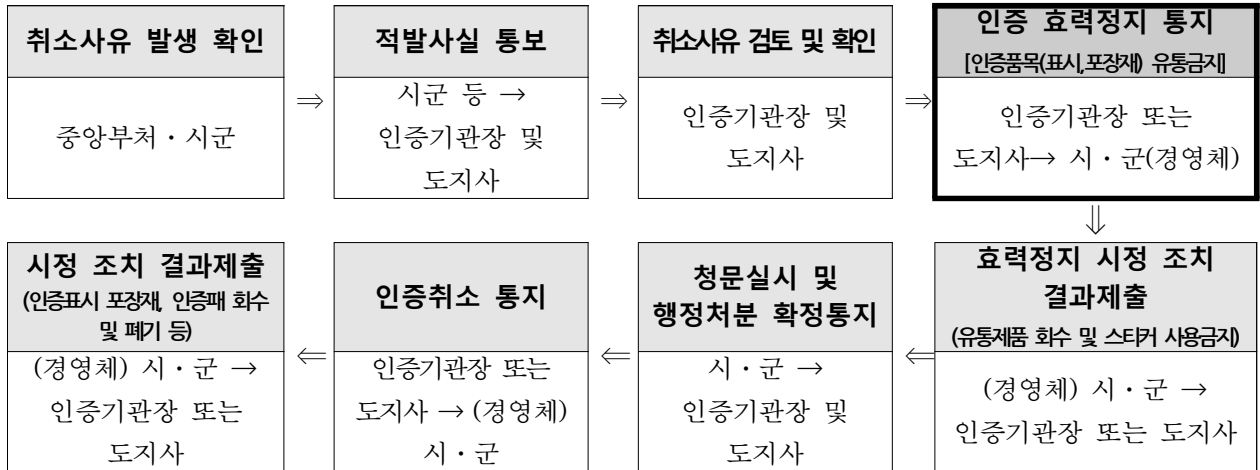 취소사유 발생 확인
중앙부처・시군
⇒
적발사실 통보
시군 등 →
인증기관장 및
도지사
⇒
취소사유 검토 및 확인
인증기관장 및
도지사
⇒
인증 효력정지 통지
[인증품목(표시,포장재) 유통금지]
인증기관장 또는
도지사→ 시・군(경영체)
⇓
효력정지 시정 조치
결과제출
(유통제품 회수 및 스티커 사용금지)
(경영체) 시・군 →
인증기관장 또는 도지사
⇐
청문실시 및
행정처분 확정통지
시・군 →
인증기관장 및
도지사
⇐
인증취소 통지
인증기관장 또는
도지사 → (경영체)
시・군
⇐
시정 조치 결과제출
(인증표시 포장재, 인증패 회수
및 폐기 등)
(경영체) 시・군 →
인증기관장 또는
도지사